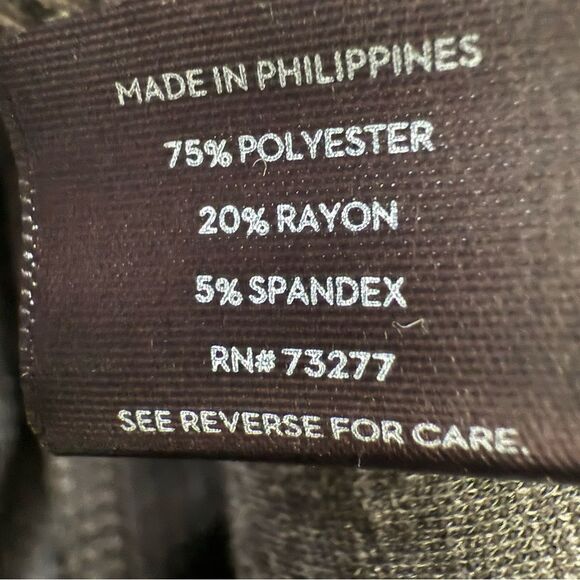 MADE IN PHILIPPINES
75% POLYESTER
20% RAYON
5% SPANDEX
RN# 73277
SEE REVERSE FOR CARE.